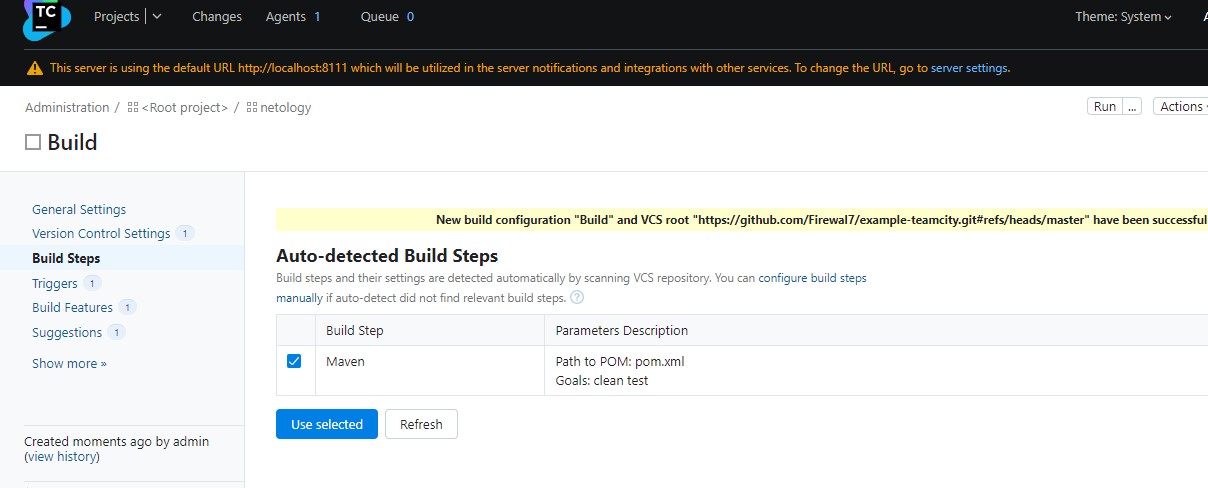 TC
Projects
Changes
Agents 1
Queue 0
Theme: System
This server is using the default URL http://localhost:8111 which will be utilized in the server notifications and integrations with other services. To change the URL, go to server settings.
Administration / <Root project> / netology
Run ... Actions
Build
General Settings
Version Control Settings 1
Build Steps
Triggers 1
Build Features 1
Suggestions 1
Show more »
Created moments ago by admin
(view history)
New build configuration "Build" and VCS root "https://github.com/Firewal7/example-teamcity.git#refs/heads/master" have been successful
Auto-detected Build Steps
Build steps and their settings are detected automatically by scanning VCS repository. You can configure build steps
manually if auto-detect did not find relevant build steps. ?
Build Step Parameters Description
Maven Path to POM: pom.xml
Goals: clean test
Use selected Refresh